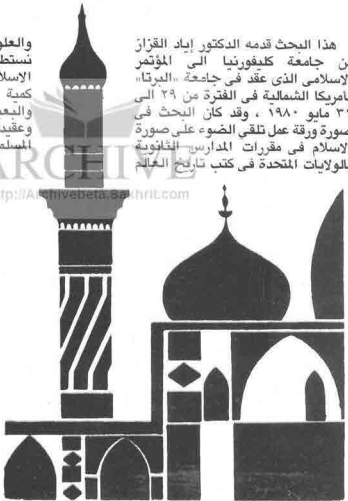 هذا البحث قدمه الدكتور إياد القزاز
من جامعة كليفورنيا الى المؤتمر
الاسلامى الذى عقد فى جامعة «البرتا»
بامريكا الشمالية فى الفترة من ٢٩ الى
٣١ مايو ١٩٨٠ ، وقد كان البحث فى
صورة ورقة عمل تلقى الضوء على صورة
الاسلام فى مقررات المدارس الثانوية
بالولايات المتحدة فى كتب تاريخ العالم
والعلو
نستط
الاسلا
كمية
والبعد
وعقيد
المسلم
ARCHIVE
http://Archivebeta.Sakhrit.com